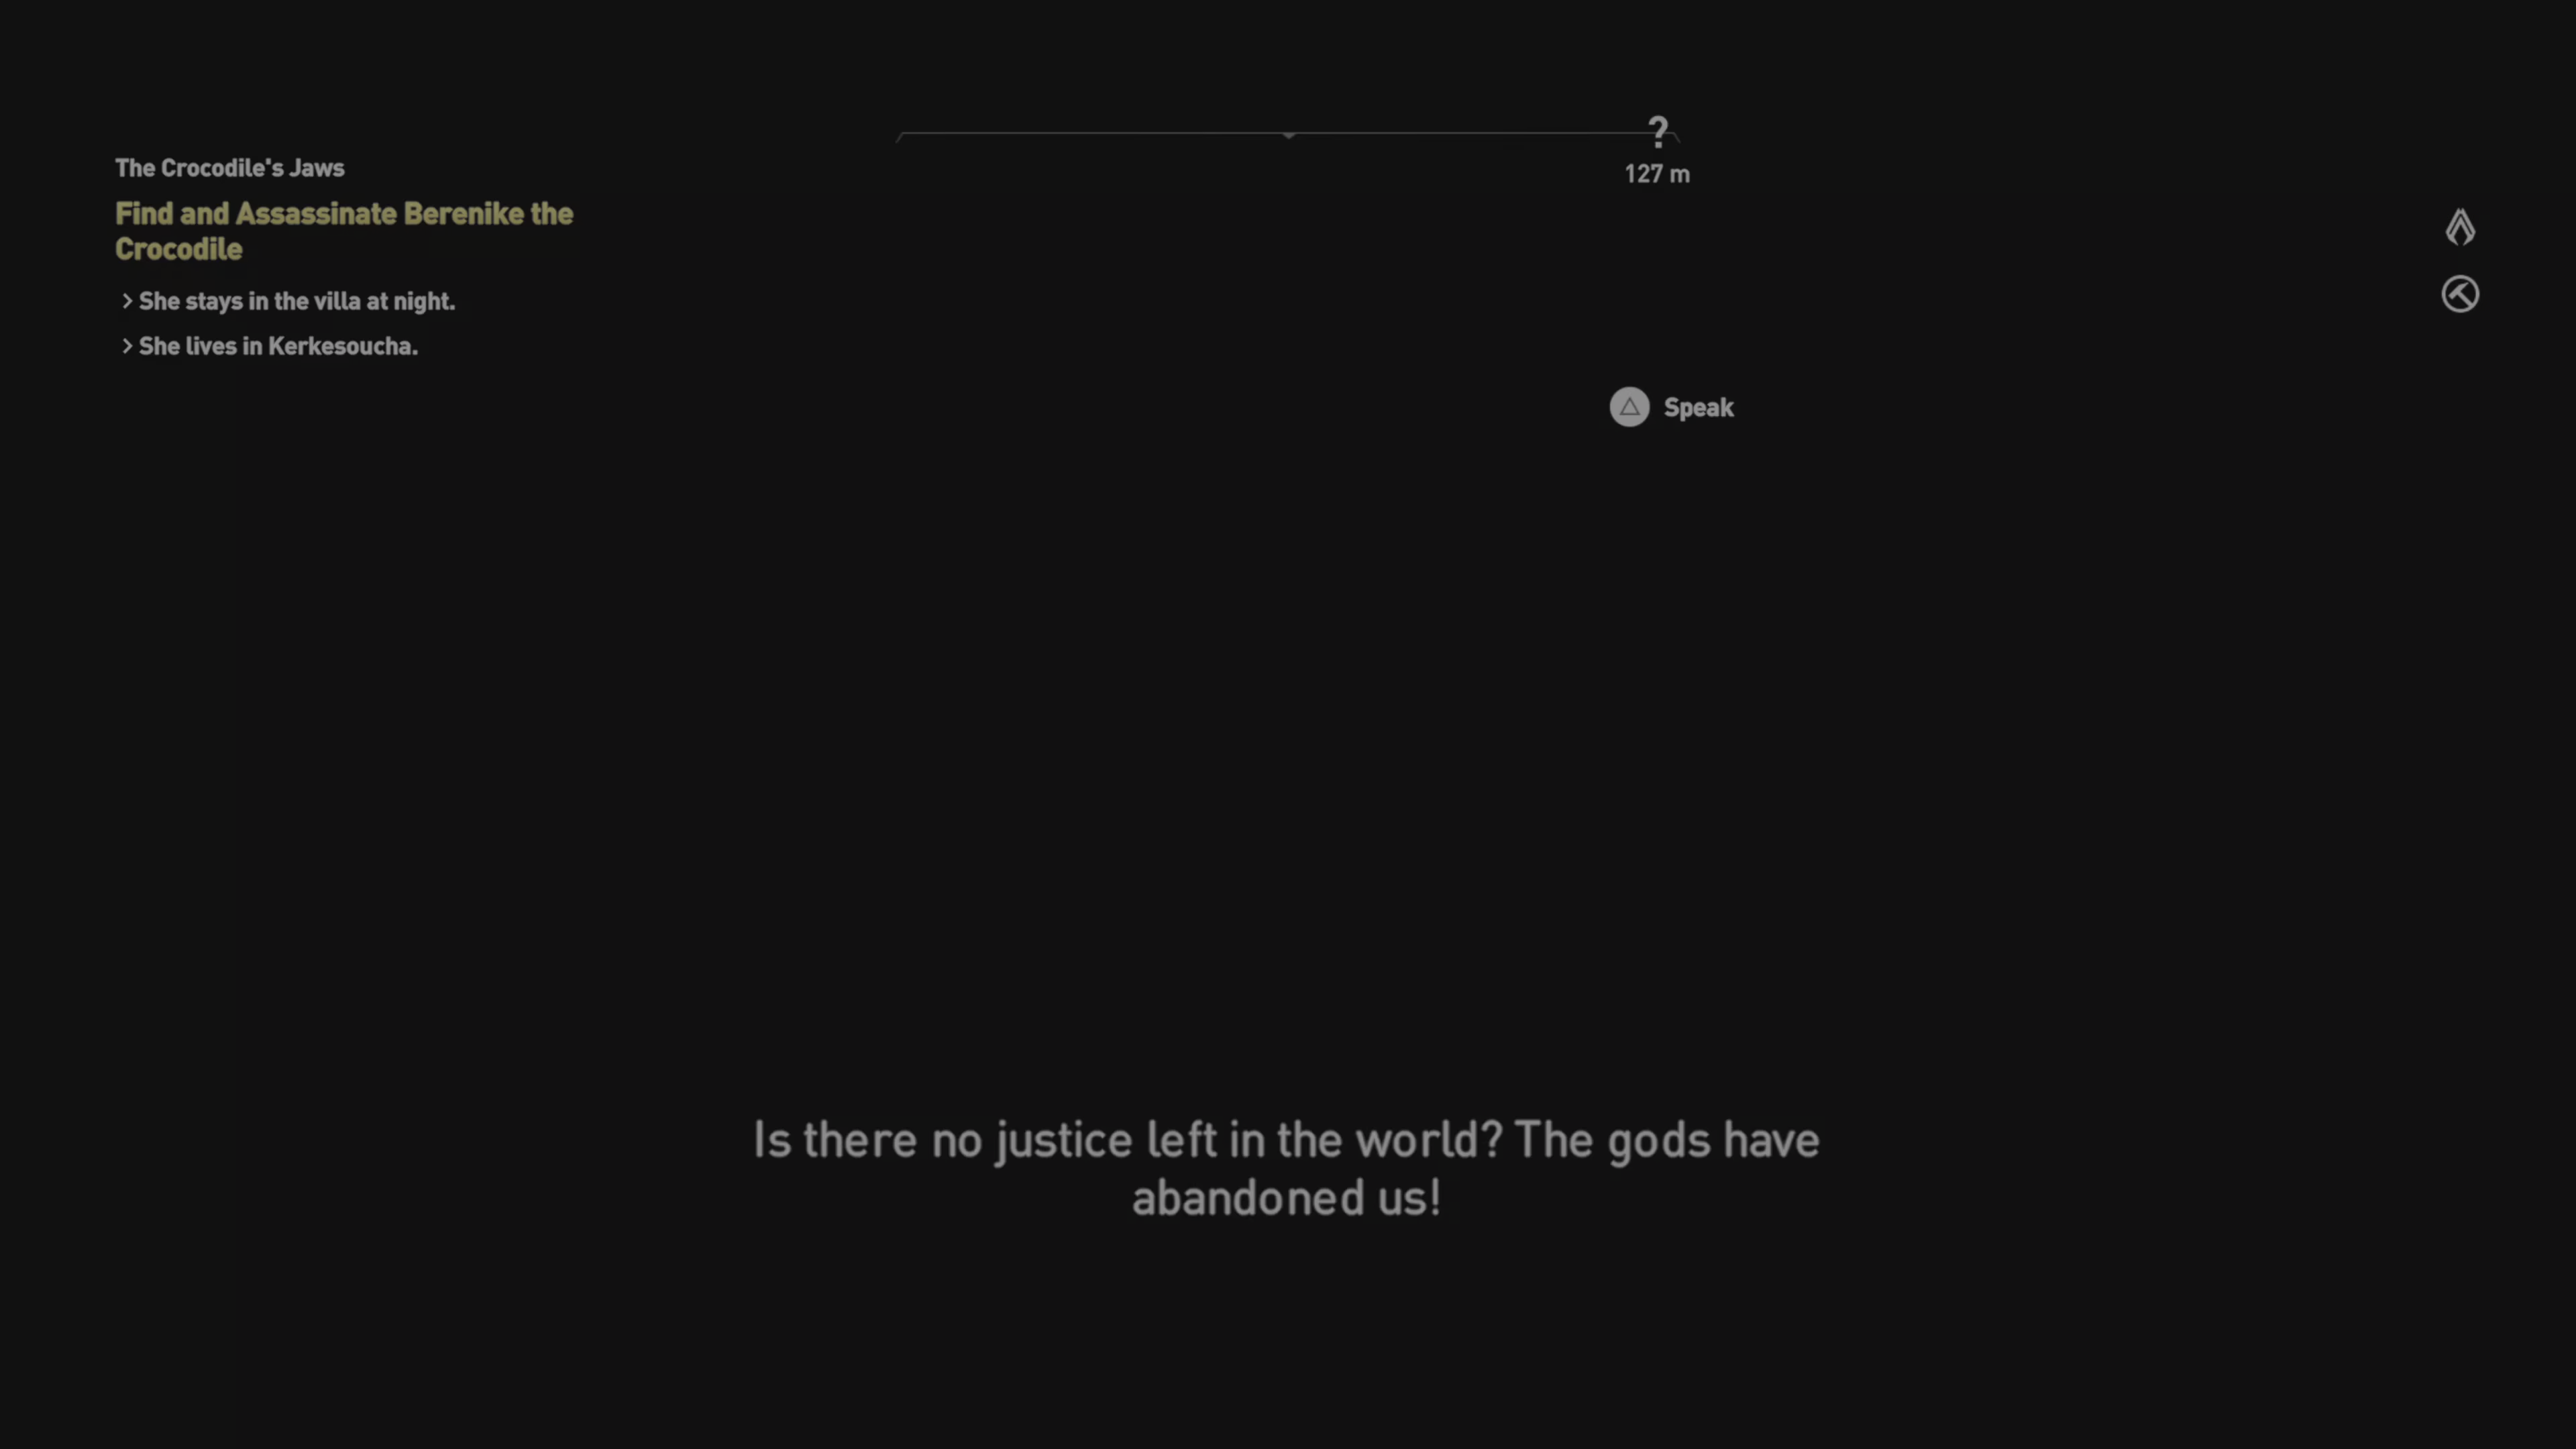 ?
127 m
The Crocodile's Jaws
Find and Assassinate Berenike the
Crocodile
> She stays in the villa at night.
> She lives in Kerkesoucha.
Speak
Is there no justice left in the world? The gods have
abandoned us!